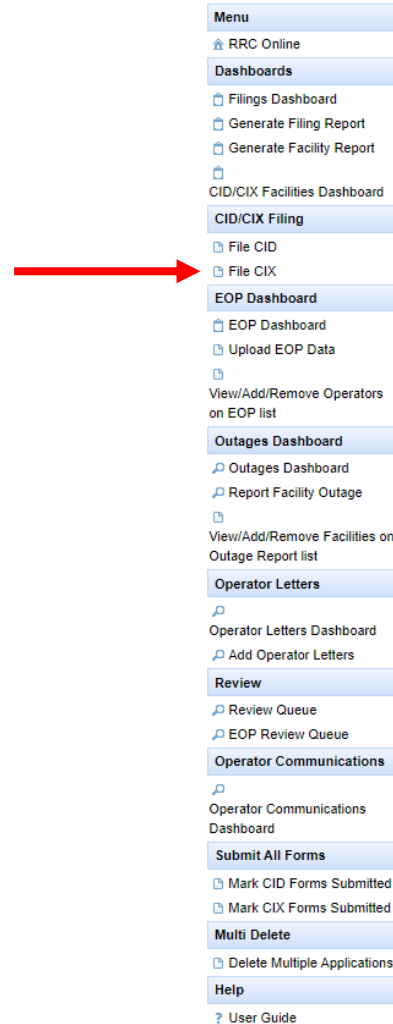 Menu
RRC Online
Dashboards
Filings Dashboard
Generate Filing Report
Generate Facility Report
CID/CIX Facilities Dashboard
CID/CIX Filing
File CID
File CIX
EOP Dashboard
EOP Dashboard
Upload EOP Data
View/Add/Remove Operators
on EOP list
Outages Dashboard
Outages Dashboard
Report Facility Outage
View/Add/Remove Facilities on
Outage Report list
Operator Letters
Operator Letters Dashboard
Add Operator Letters
Review
Review Queue
EOP Review Queue
Operator Communications
Operator Communications
Dashboard
Submit All Forms
Mark CID Forms Submitted
Mark CIX Forms Submitted
Multi Delete
Delete Multiple Applications
Help
? User Guide